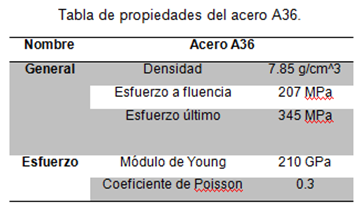 Tabla de propiedades del acero A36.
Nombre Acero A36
General Densidad 7.85 g/cm^3
Esfuerzo a fluencia 207 MPa
Esfuerzo último 345 MPa
Esfuerzo Módulo de Young 210 GPa
Coeficiente de Poisson 0.3